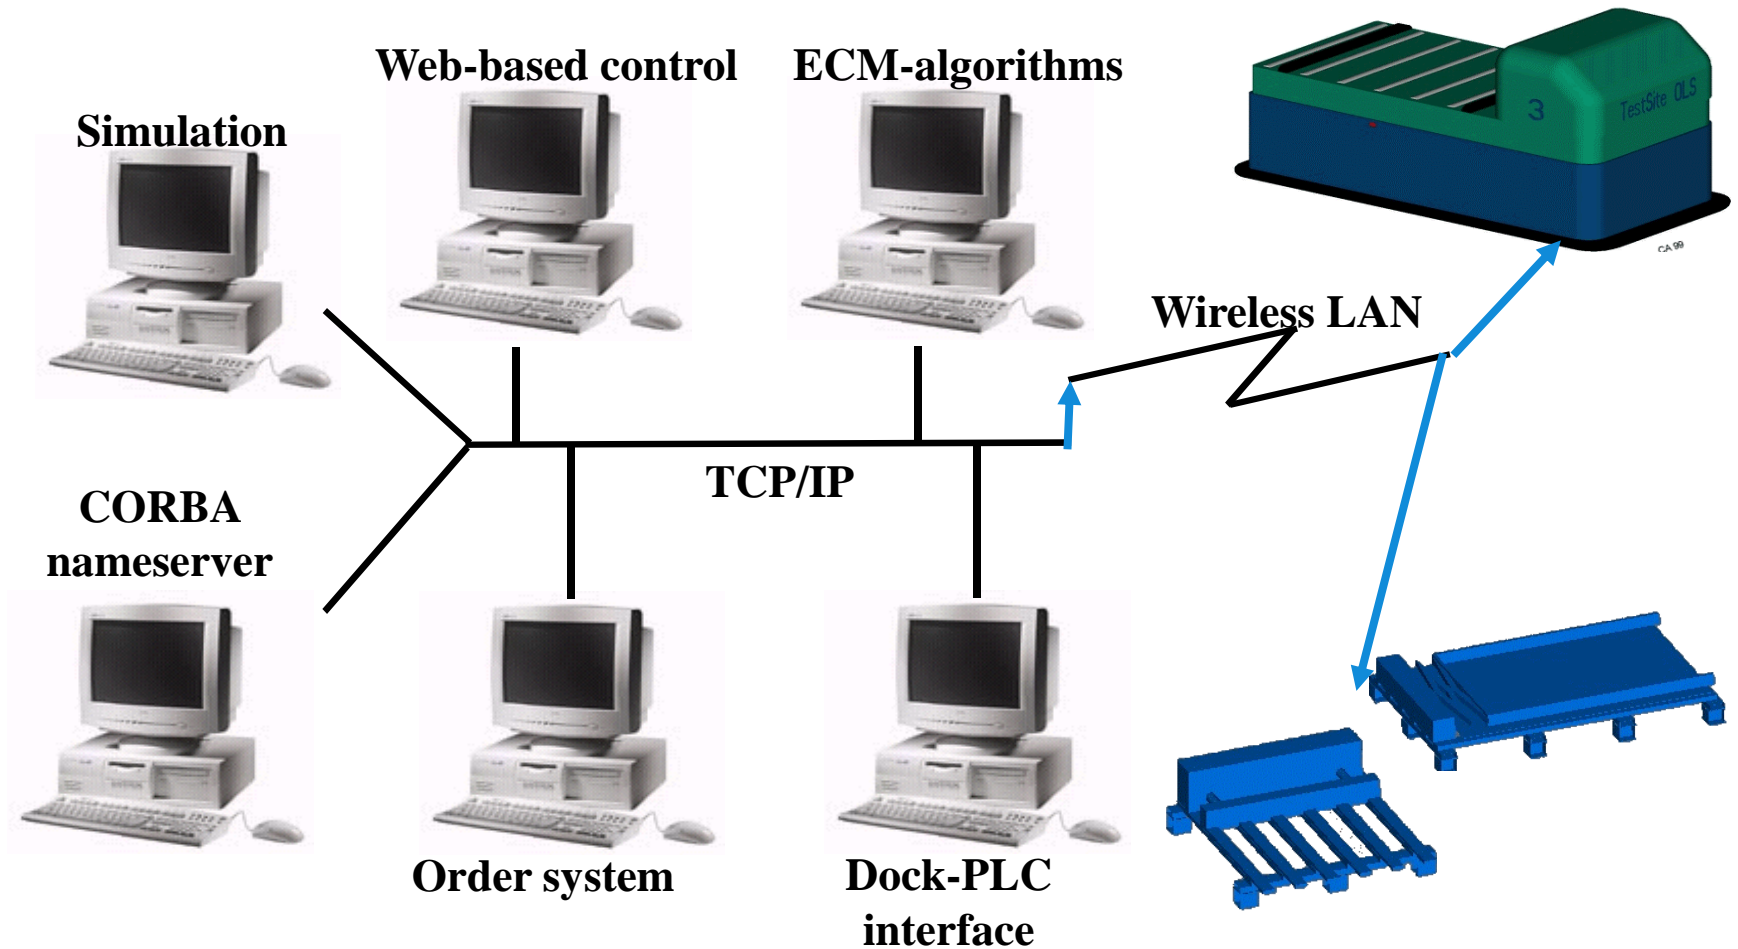 Web-based control
ECM-algorithms
Simulation
3
TestSite OLS
CA 99
Wireless LAN
TCP/IP
CORBA
nameserver
Order system
Dock-PLC
interface